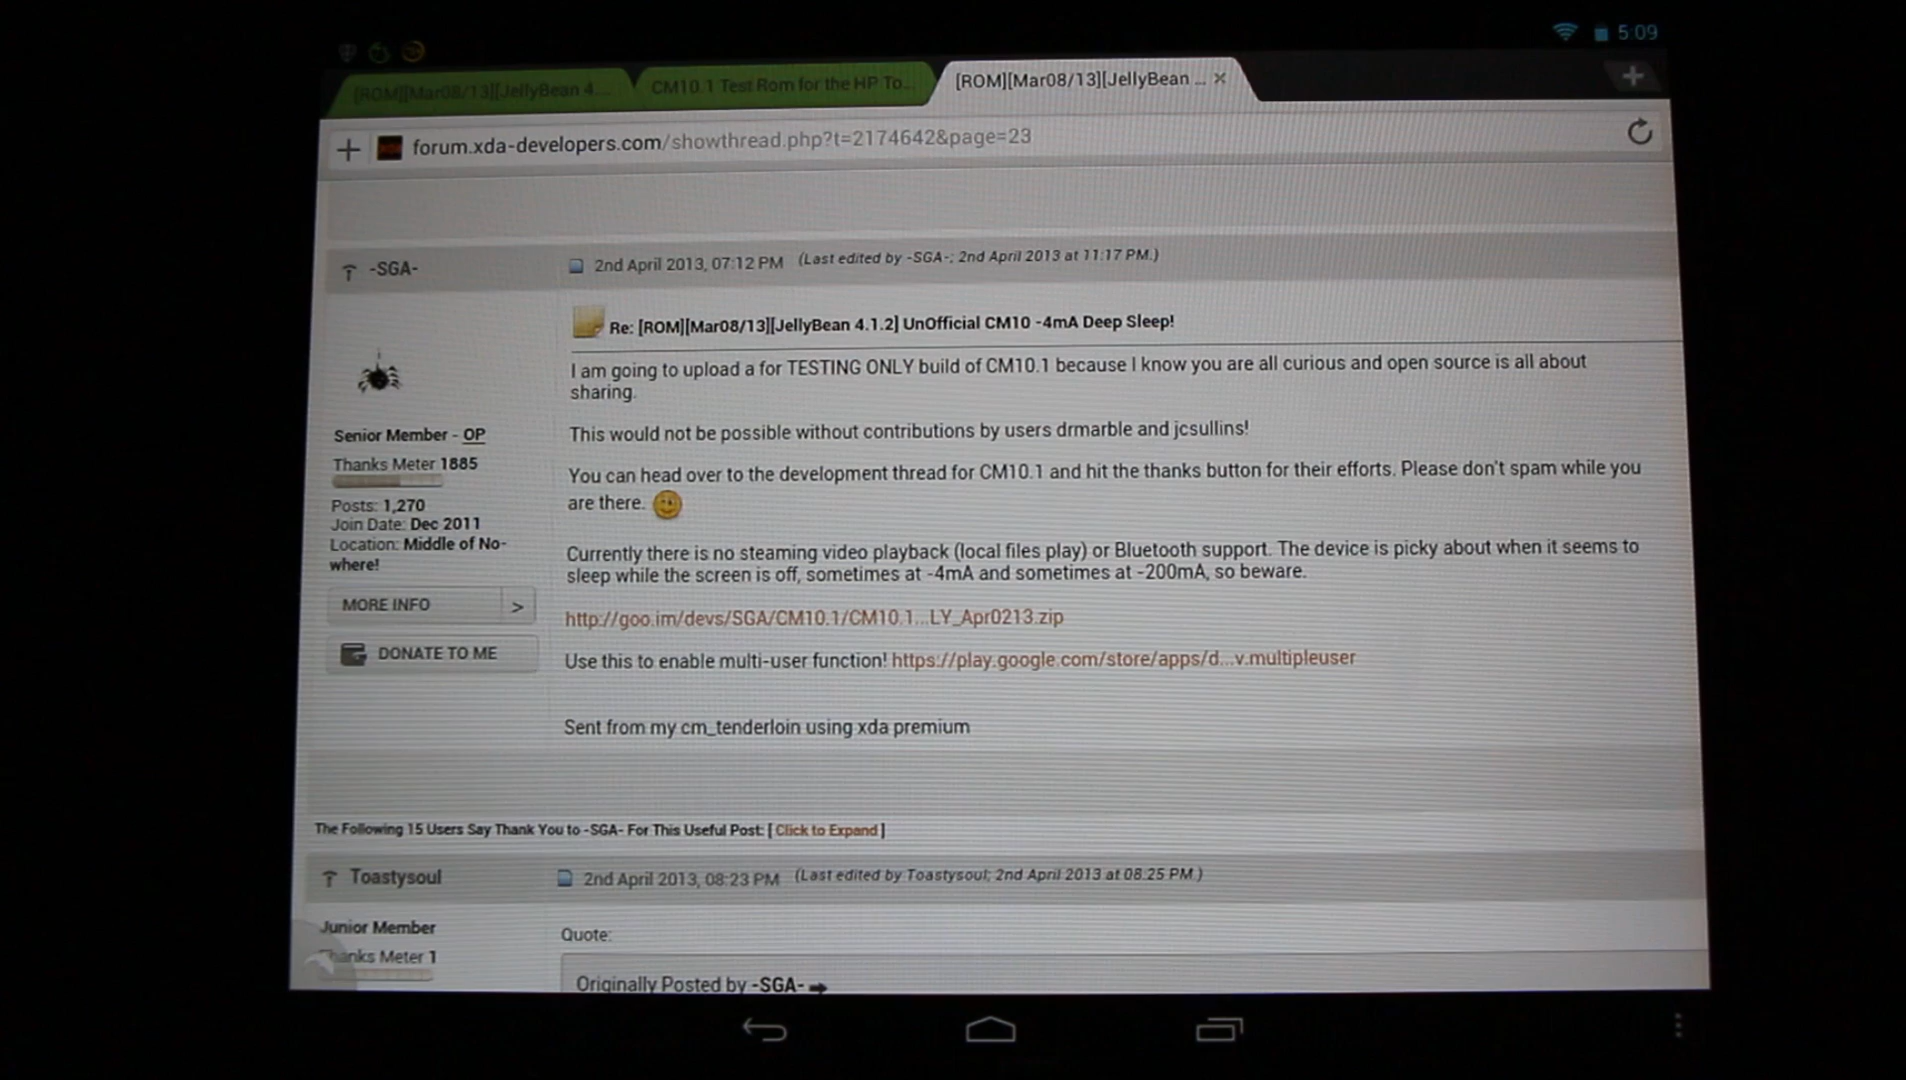 5:09
[ROM][Mar08/13][JellyBean 4...
CM10.1 Test Rom for the HP To...
[ROM][Mar08/13][JellyBean ...
forum.xda-developers.com/showthread.php?t=2174642&page=23
-SGA-
2nd April 2013, 07:12 PM (Last edited by -SGA-; 2nd April 2013 at 11:17 PM.)
Re: [ROM][Mar08/13][JellyBean 4.1.2] UnOfficial CM10 -4mA Deep Sleep!
I am going to upload a for TESTING ONLY build of CM10.1 because I know you are all curious and open source is all about
sharing.
This would not be possible without contributions by users drmarble and jcsullins!
You can head over to the development thread for CM10.1 and hit the thanks button for their efforts. Please don't spam while you
are there.
Currently there is no steaming video playback (local files play) or Bluetooth support. The device is picky about when it seems to
sleep while the screen is off, sometimes at -4mA and sometimes at -200mA, so beware.
http://goo.im/devs/SGA/CM10.1/CM10.1...LY_Apr0213.zip
Use this to enable multi-user function! https://play.google.com/store/apps/d...v.multipleuser
Sent from my cm_tenderloin using xda premium
Senior Member - OP
Thanks Meter 1885
Posts: 1,270
Join Date: Dec 2011
Location: Middle of No-
where!
MORE INFO >
DONATE TO ME
The Following 15 Users Say Thank You to -SGA- For This Useful Post: [ Click to Expand ]
Toastysoul
2nd April 2013, 08:23 PM (Last edited by Toastysoul; 2nd April 2013 at 08:25 PM.)
Junior Member
Thanks Meter 1
Quote:
Originally Posted by -SGA-